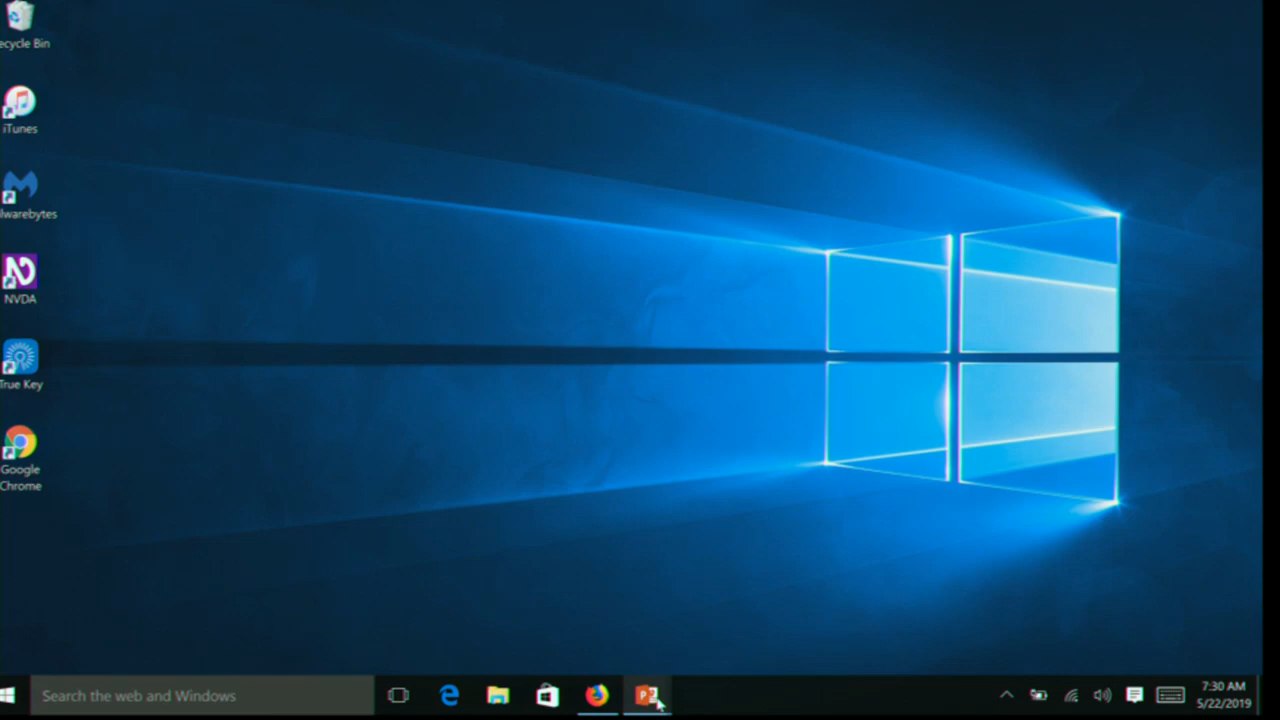 ecycle Bin
iTunes
lwarebytes
NVDA
True Key
Google
Chrome
Search the web and Windows
7:30 AM
5/22/2019